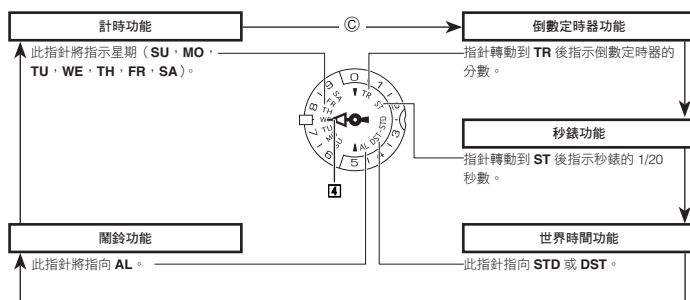 計時功能
Ⓒ
倒數定時器功能
此指針將指示星期（SU，MO，
TU，WE，TH，FR，SA）。
指針轉動到 TR 後指示倒數定時器的
分數。
0 1 2 3 4 5 6 7 8 9
SA
FR
TH
WE
TU
MO
SU
TR
ST
DST-STD
AL
4
秒錶功能
指針轉動到 ST 後指示秒錶的 1/20
秒數。
鬧鈴功能
此指針將指向 AL。
世界時間功能
此指針指向 STD 或 DST。